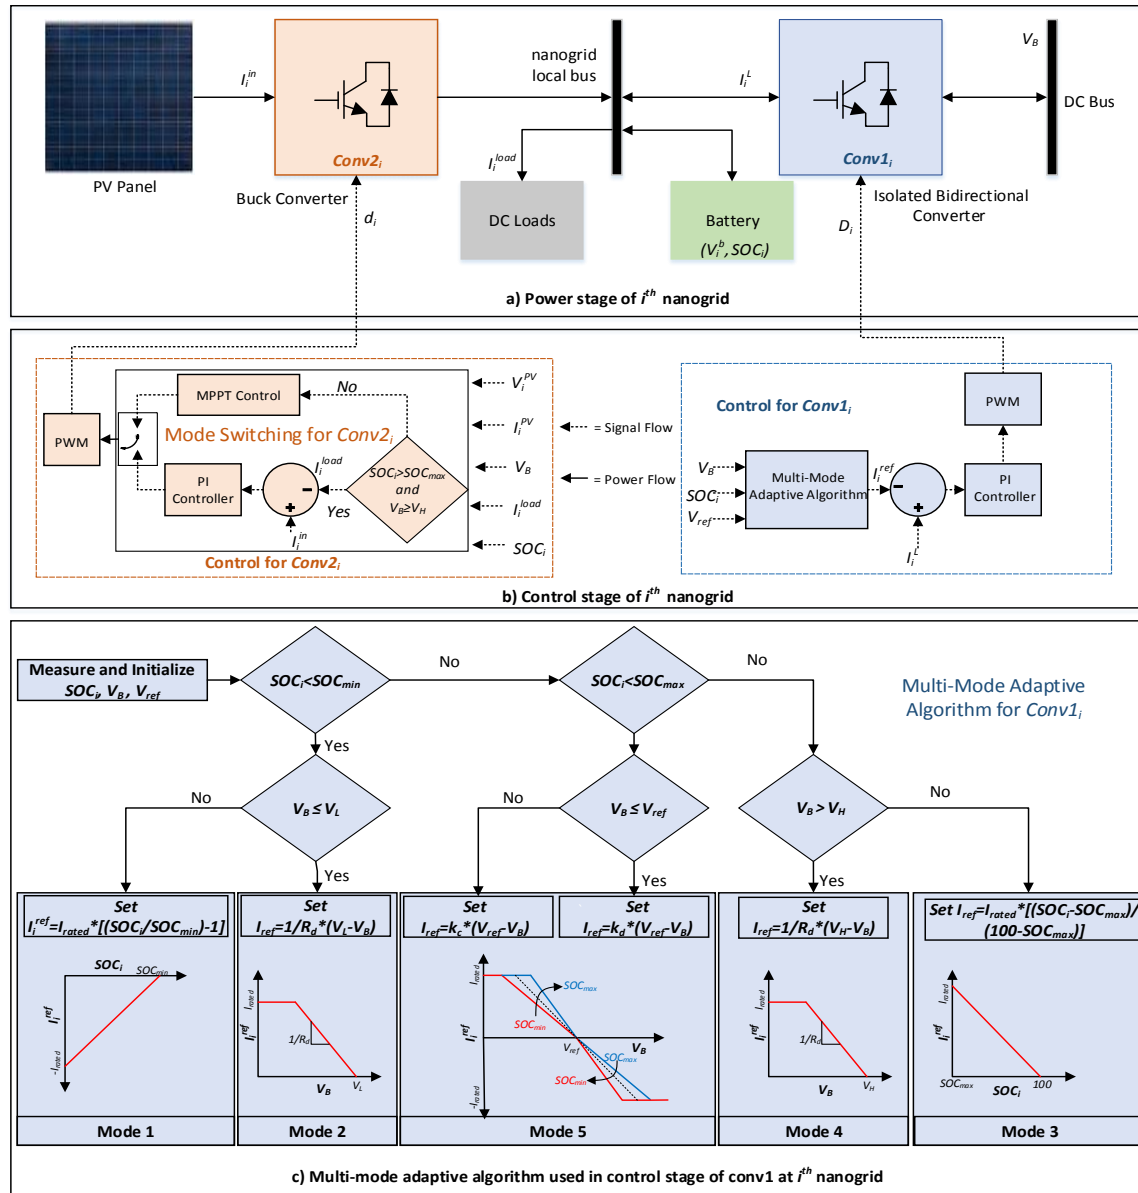 PV Panel
I_i^in
Conv2_i
Buck Converter
d_i
nanogrid
local bus
I_i^load
DC Loads
Battery
(V_i^b, SOC_i)
I_i^L
Conv1_i
Isolated Bidirectional
Converter
D_i
V_B
DC Bus
a) Power stage of i^th nanogrid
PWM
MPPT Control
No
Mode Switching for Conv2_i
PI
Controller
I_i^load
Yes
I_i^in
SOC_i>SOC_max
and
V_B≥V_H
V_i^PV
I_i^PV
V_B
I_i^load
SOC_i
Control for Conv2_i
= Signal Flow
= Power Flow
Control for Conv1_i
V_B
SOC_i
V_ref
Multi-Mode
Adaptive Algorithm
I_i^ref
I_i^L
PI
Controller
PWM
b) Control stage of i^th nanogrid
Measure and Initialize
SOC_i, V_B, V_ref
SOC_i<SOC_min
No
SOC_i<SOC_max
No
Multi-Mode Adaptive
Algorithm for Conv1_i
Yes
Yes
No
V_B ≤ V_L
No
V_B ≤ V_ref
V_B > V_H
No
Yes
Yes
Yes
Set
I_i^ref=I_rated*[(SOC_i/SOC_min)-1]
Set
I_ref=1/R_d*(V_L-V_B)
Set
I_ref=k_c*(V_ref-V_B)
Set
I_ref=k_d*(V_ref-V_B)
Set
I_ref=1/R_d*(V_H-V_B)
Set I_ref=I_rated*[(SOC_i-SOC_max)/
(100-SOC_max)]
SOC_i
SOC_min
I_i^ref
-I_rated
I_rated
I_i^ref
1/R_d
V_B
V_L
I_rated
SOC_max
SOC_min
I_i^ref
V_ref
V_B
SOC_max
SOC_min
-I_rated
I_rated
I_i^ref
1/R_d
V_B
V_H
I_rated
I_i^ref
SOC_max
SOC_i
100
Mode 1
Mode 2
Mode 5
Mode 4
Mode 3
c) Multi-mode adaptive algorithm used in control stage of conv1 at i^th nanogrid